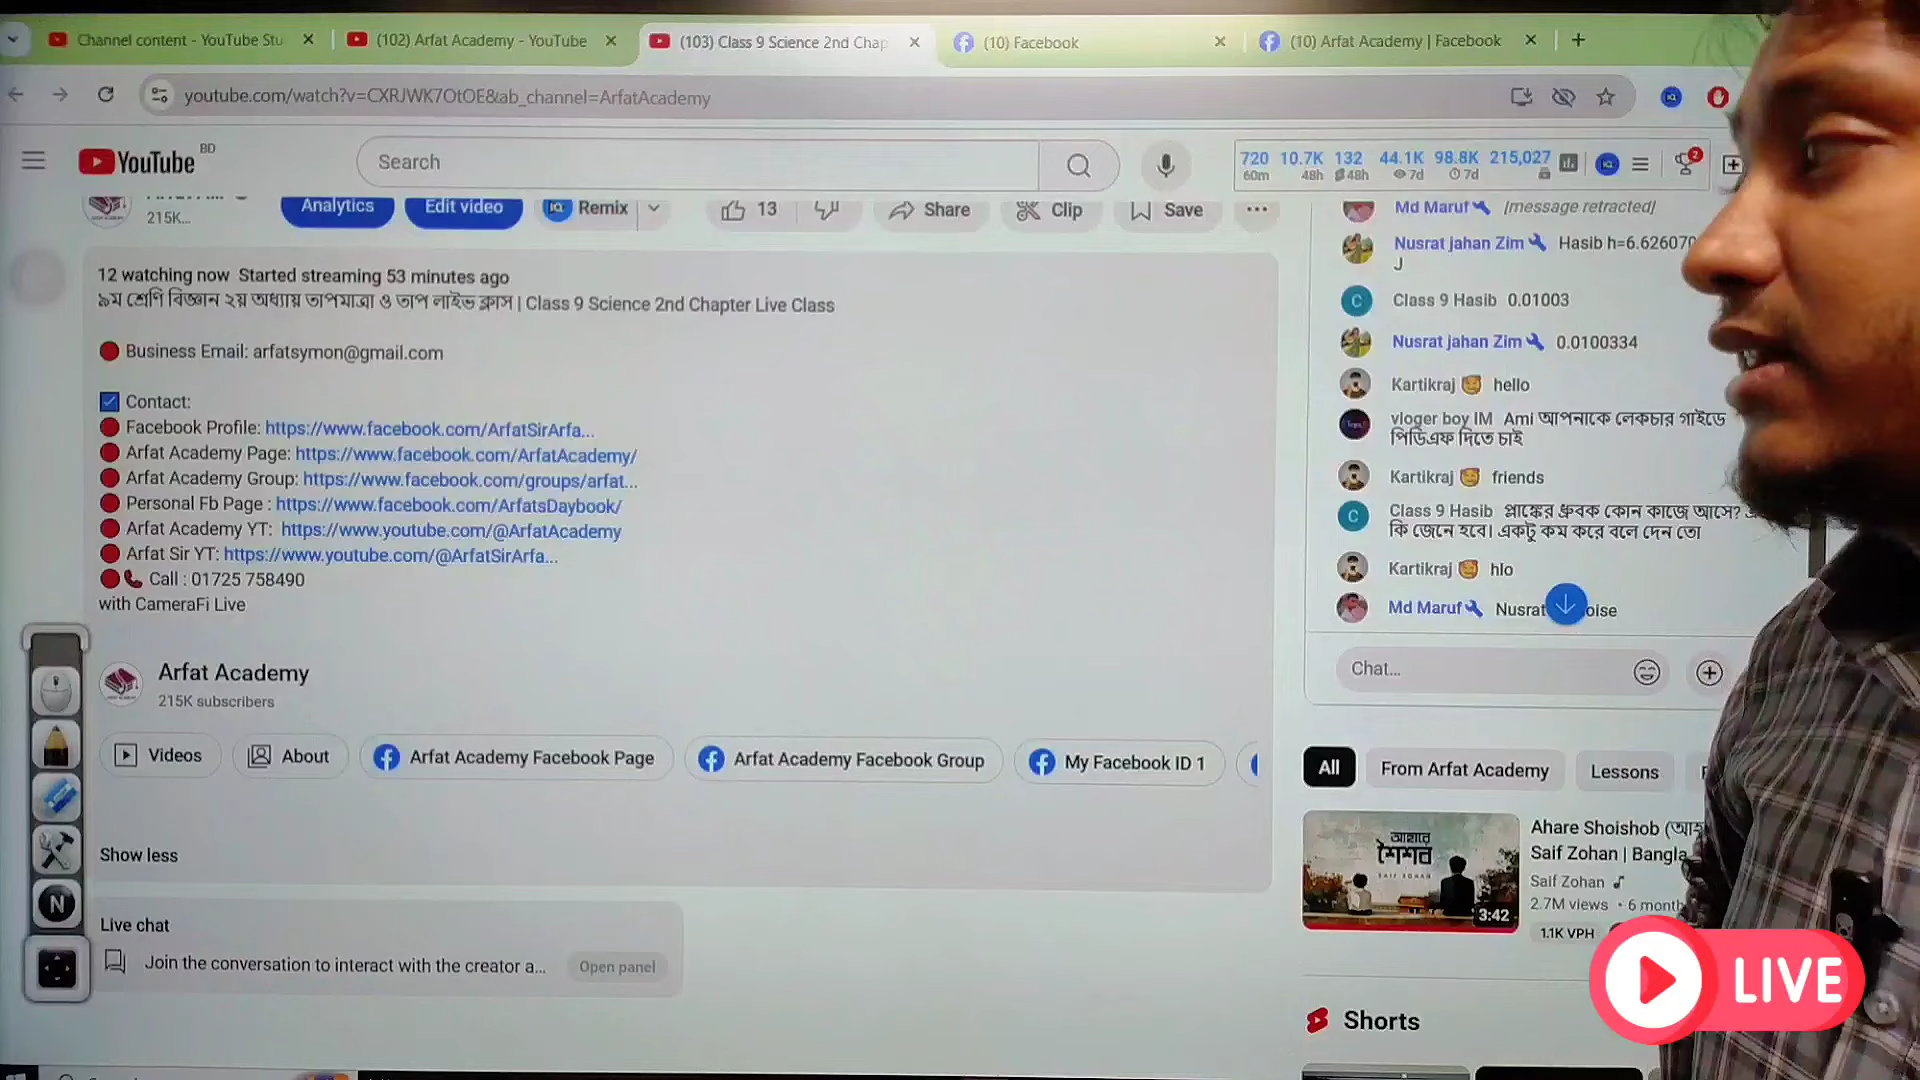 Channel content - YouTube Stu
(102) Arfat Academy - YouTube
(103) Class 9 Science 2nd Chap
(10) Facebook
(10) Arfat Academy | Facebook
youtube.com/watch?v=CXRJWK7OtOE&ab_channel=ArfatAcademy
YouTube BD
Search
720 10.7K 132 44.1K 98.8K 215,027
60m 48h 48h 7d 7d
2
215K...
Analytics
Edit video
Remix
13
Share
Clip
Save
12 watching now Started streaming 53 minutes ago
৯ম শ্রেণি বিজ্ঞান ২য় অধ্যায় তাপমাত্রা ও তাপ লাইভ ক্লাস | Class 9 Science 2nd Chapter Live Class
Business Email: arfatsymon@gmail.com
Contact:
Facebook Profile: https://www.facebook.com/ArfatSirArfa...
Arfat Academy Page: https://www.facebook.com/ArfatAcademy/
Arfat Academy Group: https://www.facebook.com/groups/arfat...
Personal Fb Page : https://www.facebook.com/ArfatsDaybook/
Arfat Academy YT: https://www.youtube.com/@ArfatAcademy
Arfat Sir YT: https://www.youtube.com/@ArfatSirArfa...
Call : 01725 758490
with CameraFi Live
Arfat Academy
215K subscribers
Videos
About
Arfat Academy Facebook Page
Arfat Academy Facebook Group
My Facebook ID 1
Show less
Live chat
Join the conversation to interact with the creator a...
Open panel
N
Md Maruf [message retracted]
Nusrat jahan Zim Hasib h=6.626070
J
Class 9 Hasib 0.01003
Nusrat jahan Zim 0.0100334
Kartikraj hello
vloger boy IM Ami আপনাকে লেকচার গাইডে
পিডিএফ দিতে চাই
Kartikraj friends
Class 9 Hasib প্লাঙ্কের ধ্রুবক কোন কাজে আসে?
কি জেনে হবে। একটু কম করে বলে দেন তো
Kartikraj hlo
Md Maruf Nusrat oise
Chat...
All
From Arfat Academy
Lessons
আহারে
শৈশব
SAIF ZOHAN
3:42
Ahare Shoishob (আহা
Saif Zohan | Bangla
Saif Zohan
2.7M views • 6 month
1.1K VPH
LIVE
Shorts